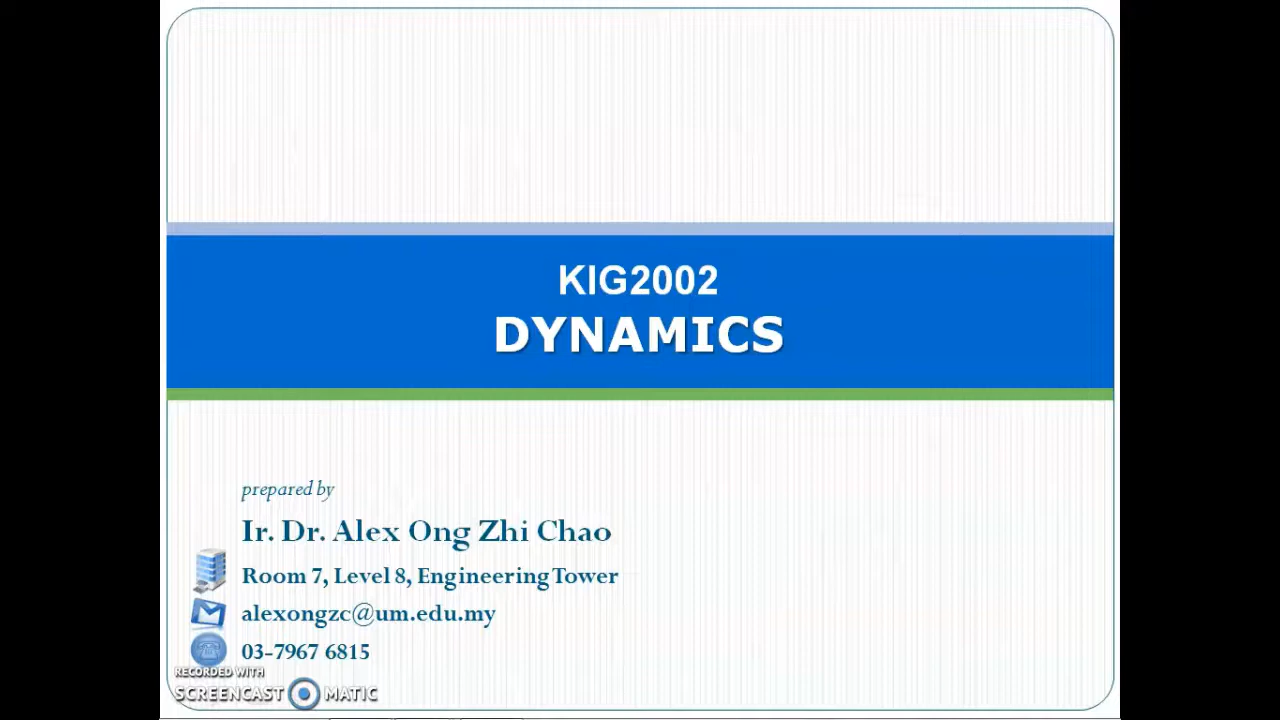 KIG2002
DYNAMICS
prepared by
Ir. Dr. Alex Ong Zhi Chao
Room 7, Level 8, Engineering Tower
alexongzc@um.edu.my
03-7967 6815
RECORDED WITH
SCREENCAST MATIC